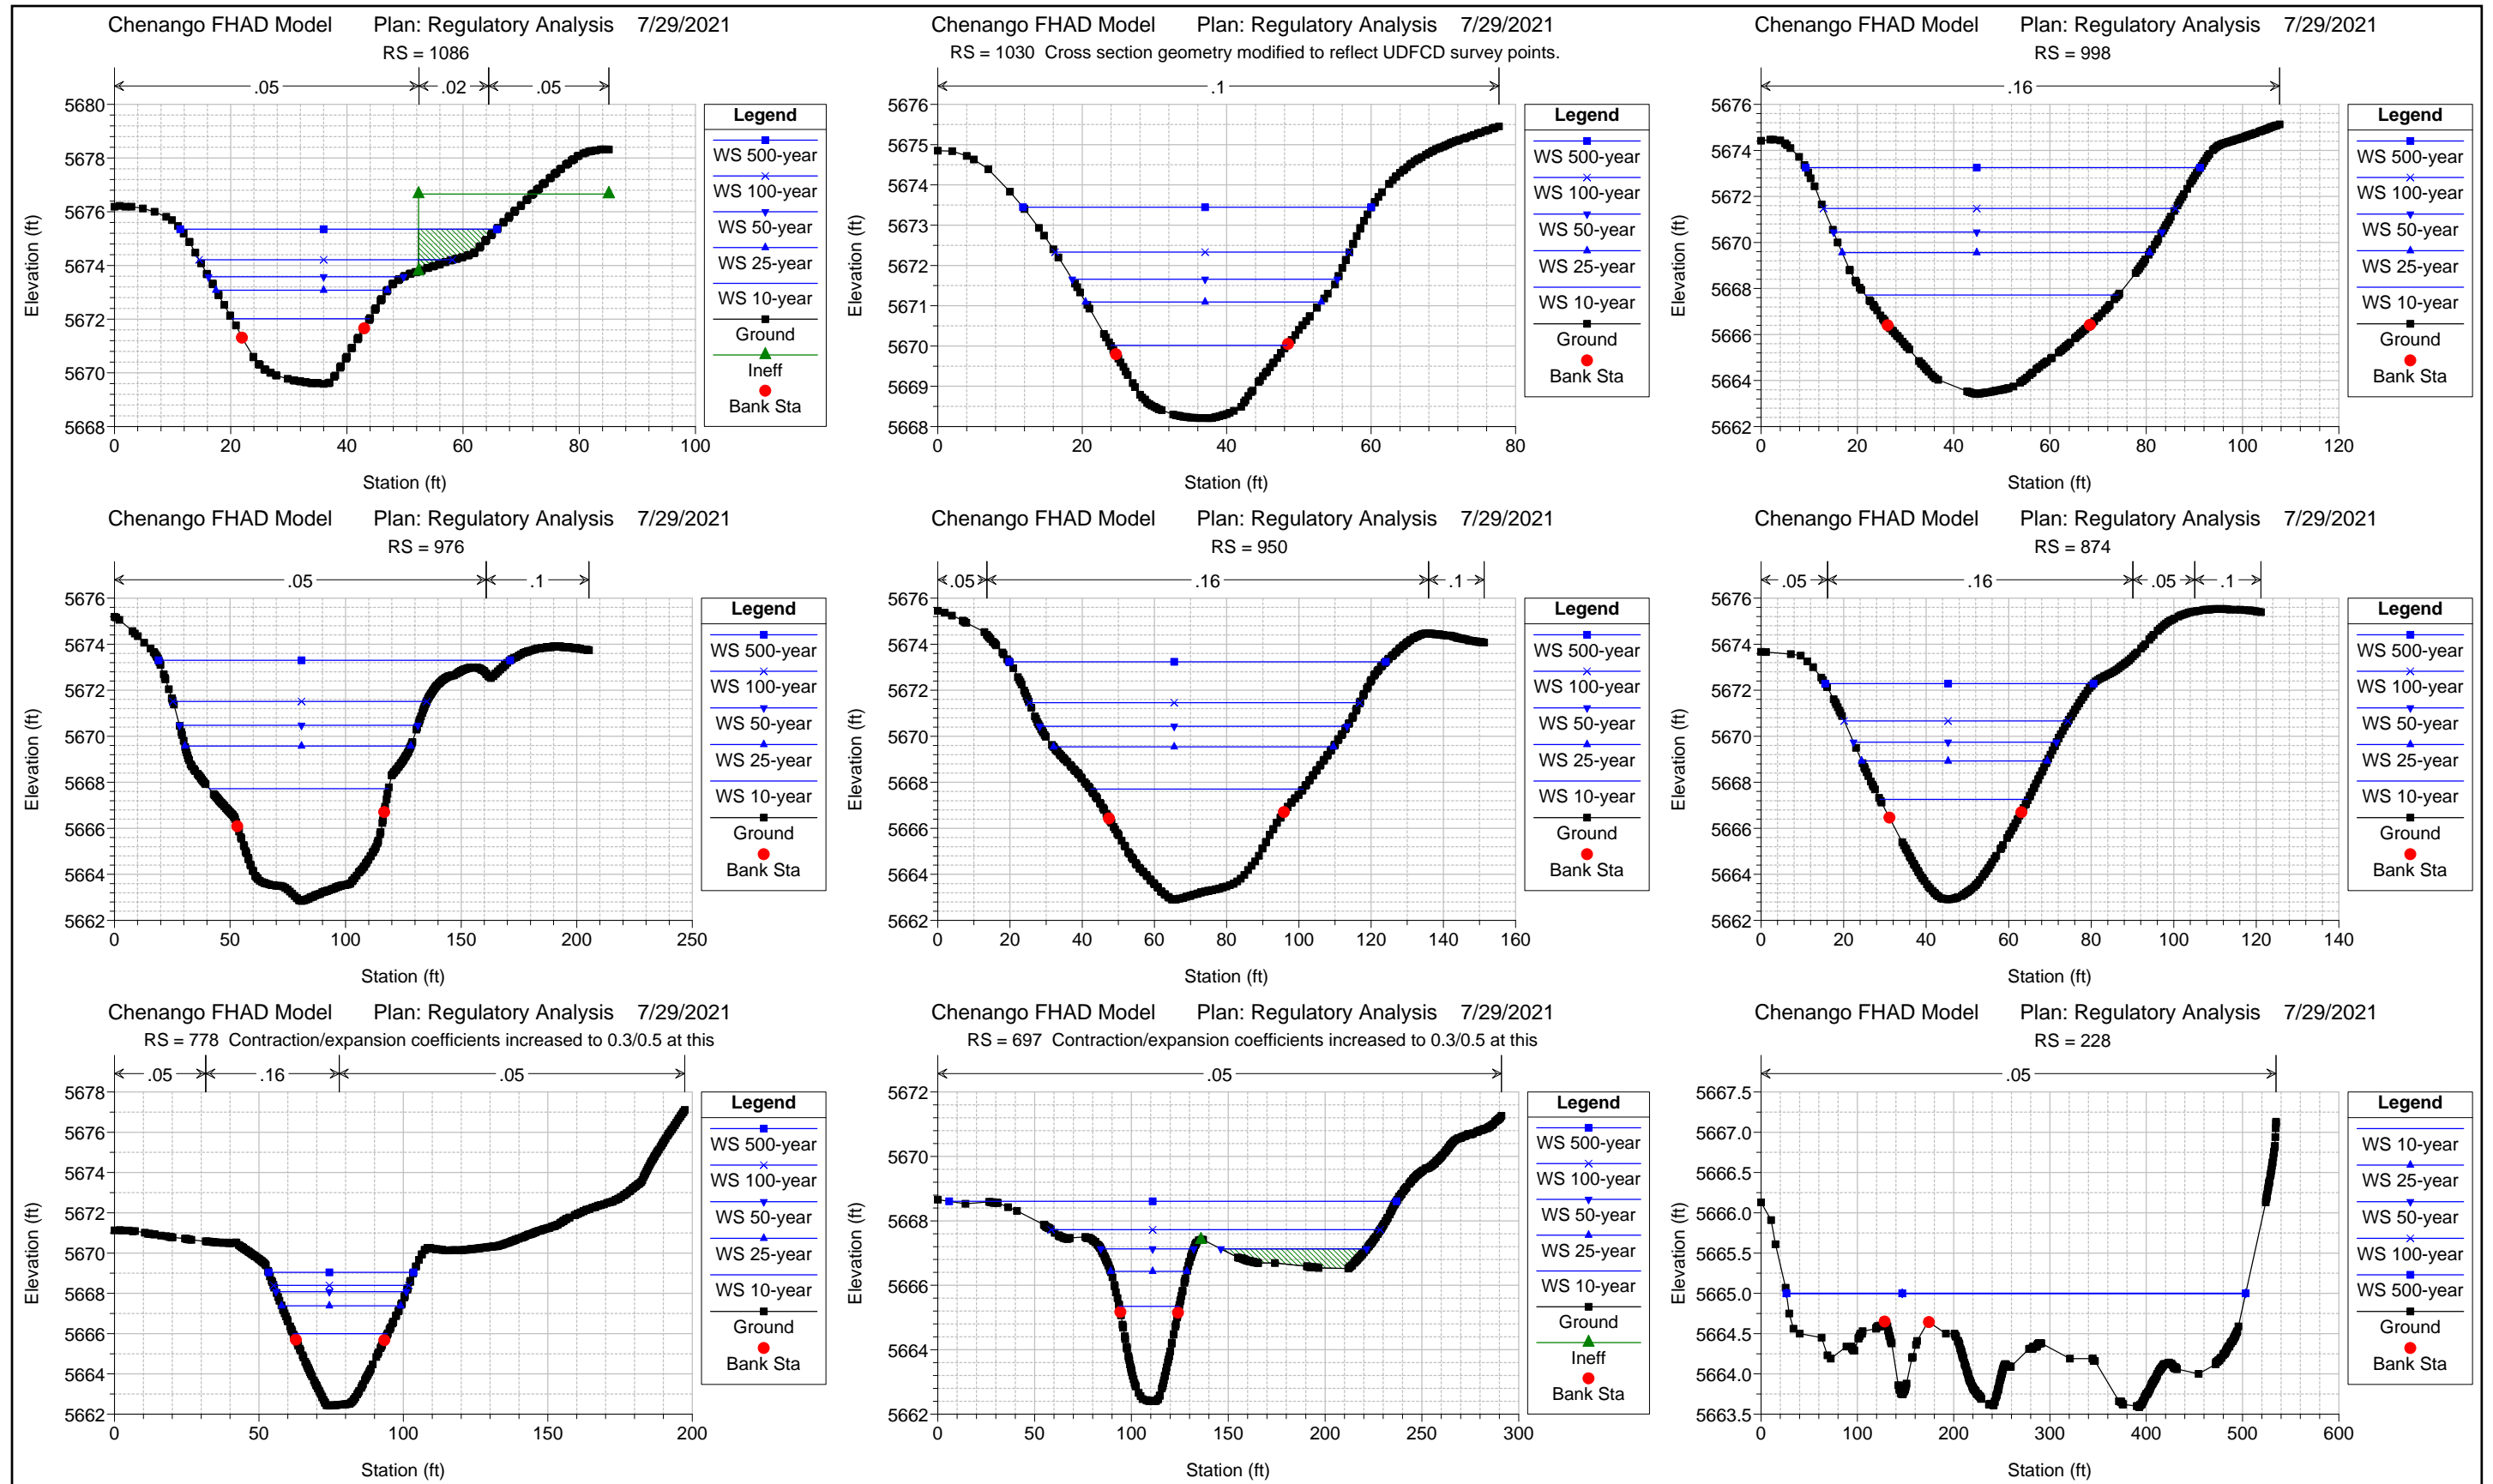 Chenango FHAD Model Plan: Regulatory Analysis 7/29/2021
RS = 1086
.05 .02 .05
5680
5678
5676
5674
5672
5670
5668
Elevation (ft)
0 20 40 60 80 100
Station (ft)
Legend
WS 500-year
WS 100-year
WS 50-year
WS 25-year
WS 10-year
Ground
Ineff
Bank Sta
Chenango FHAD Model Plan: Regulatory Analysis 7/29/2021
RS = 1030 Cross section geometry modified to reflect UDFCD survey points.
.1
5676
5675
5674
5673
5672
5671
5670
5669
5668
Elevation (ft)
0 20 40 60 80
Station (ft)
Legend
WS 500-year
WS 100-year
WS 50-year
WS 25-year
WS 10-year
Ground
Bank Sta
Chenango FHAD Model Plan: Regulatory Analysis 7/29/2021
RS = 998
.16
5676
5674
5672
5670
5668
5666
5664
5662
Elevation (ft)
0 20 40 60 80 100 120
Station (ft)
Legend
WS 500-year
WS 100-year
WS 50-year
WS 25-year
WS 10-year
Ground
Bank Sta
Chenango FHAD Model Plan: Regulatory Analysis 7/29/2021
RS = 976
.05 .1
5676
5674
5672
5670
5668
5666
5664
5662
Elevation (ft)
0 50 100 150 200 250
Station (ft)
Legend
WS 500-year
WS 100-year
WS 50-year
WS 25-year
WS 10-year
Ground
Bank Sta
Chenango FHAD Model Plan: Regulatory Analysis 7/29/2021
RS = 950
.05 .16 .1
5676
5674
5672
5670
5668
5666
5664
5662
Elevation (ft)
0 20 40 60 80 100 120 140 160
Station (ft)
Legend
WS 500-year
WS 100-year
WS 50-year
WS 25-year
WS 10-year
Ground
Bank Sta
Chenango FHAD Model Plan: Regulatory Analysis 7/29/2021
RS = 874
.05 .16 .05 .1
5676
5674
5672
5670
5668
5666
5664
5662
Elevation (ft)
0 20 40 60 80 100 120 140
Station (ft)
Legend
WS 500-year
WS 100-year
WS 50-year
WS 25-year
WS 10-year
Ground
Bank Sta
Chenango FHAD Model Plan: Regulatory Analysis 7/29/2021
RS = 778 Contraction/expansion coefficients increased to 0.3/0.5 at this
.05 .16 .05
5678
5676
5674
5672
5670
5668
5666
5664
5662
Elevation (ft)
0 50 100 150 200
Station (ft)
Legend
WS 500-year
WS 100-year
WS 50-year
WS 25-year
WS 10-year
Ground
Bank Sta
Chenango FHAD Model Plan: Regulatory Analysis 7/29/2021
RS = 697 Contraction/expansion coefficients increased to 0.3/0.5 at this
.05
5672
5670
5668
5666
5664
5662
Elevation (ft)
0 50 100 150 200 250 300
Station (ft)
Legend
WS 500-year
WS 100-year
WS 50-year
WS 25-year
WS 10-year
Ground
Ineff
Bank Sta
Chenango FHAD Model Plan: Regulatory Analysis 7/29/2021
RS = 228
.05
5667.5
5667.0
5666.5
5666.0
5665.5
5665.0
5664.5
5664.0
5663.5
Elevation (ft)
0 100 200 300 400 500 600
Station (ft)
Legend
WS 10-year
WS 25-year
WS 50-year
WS 100-year
WS 500-year
Ground
Bank Sta